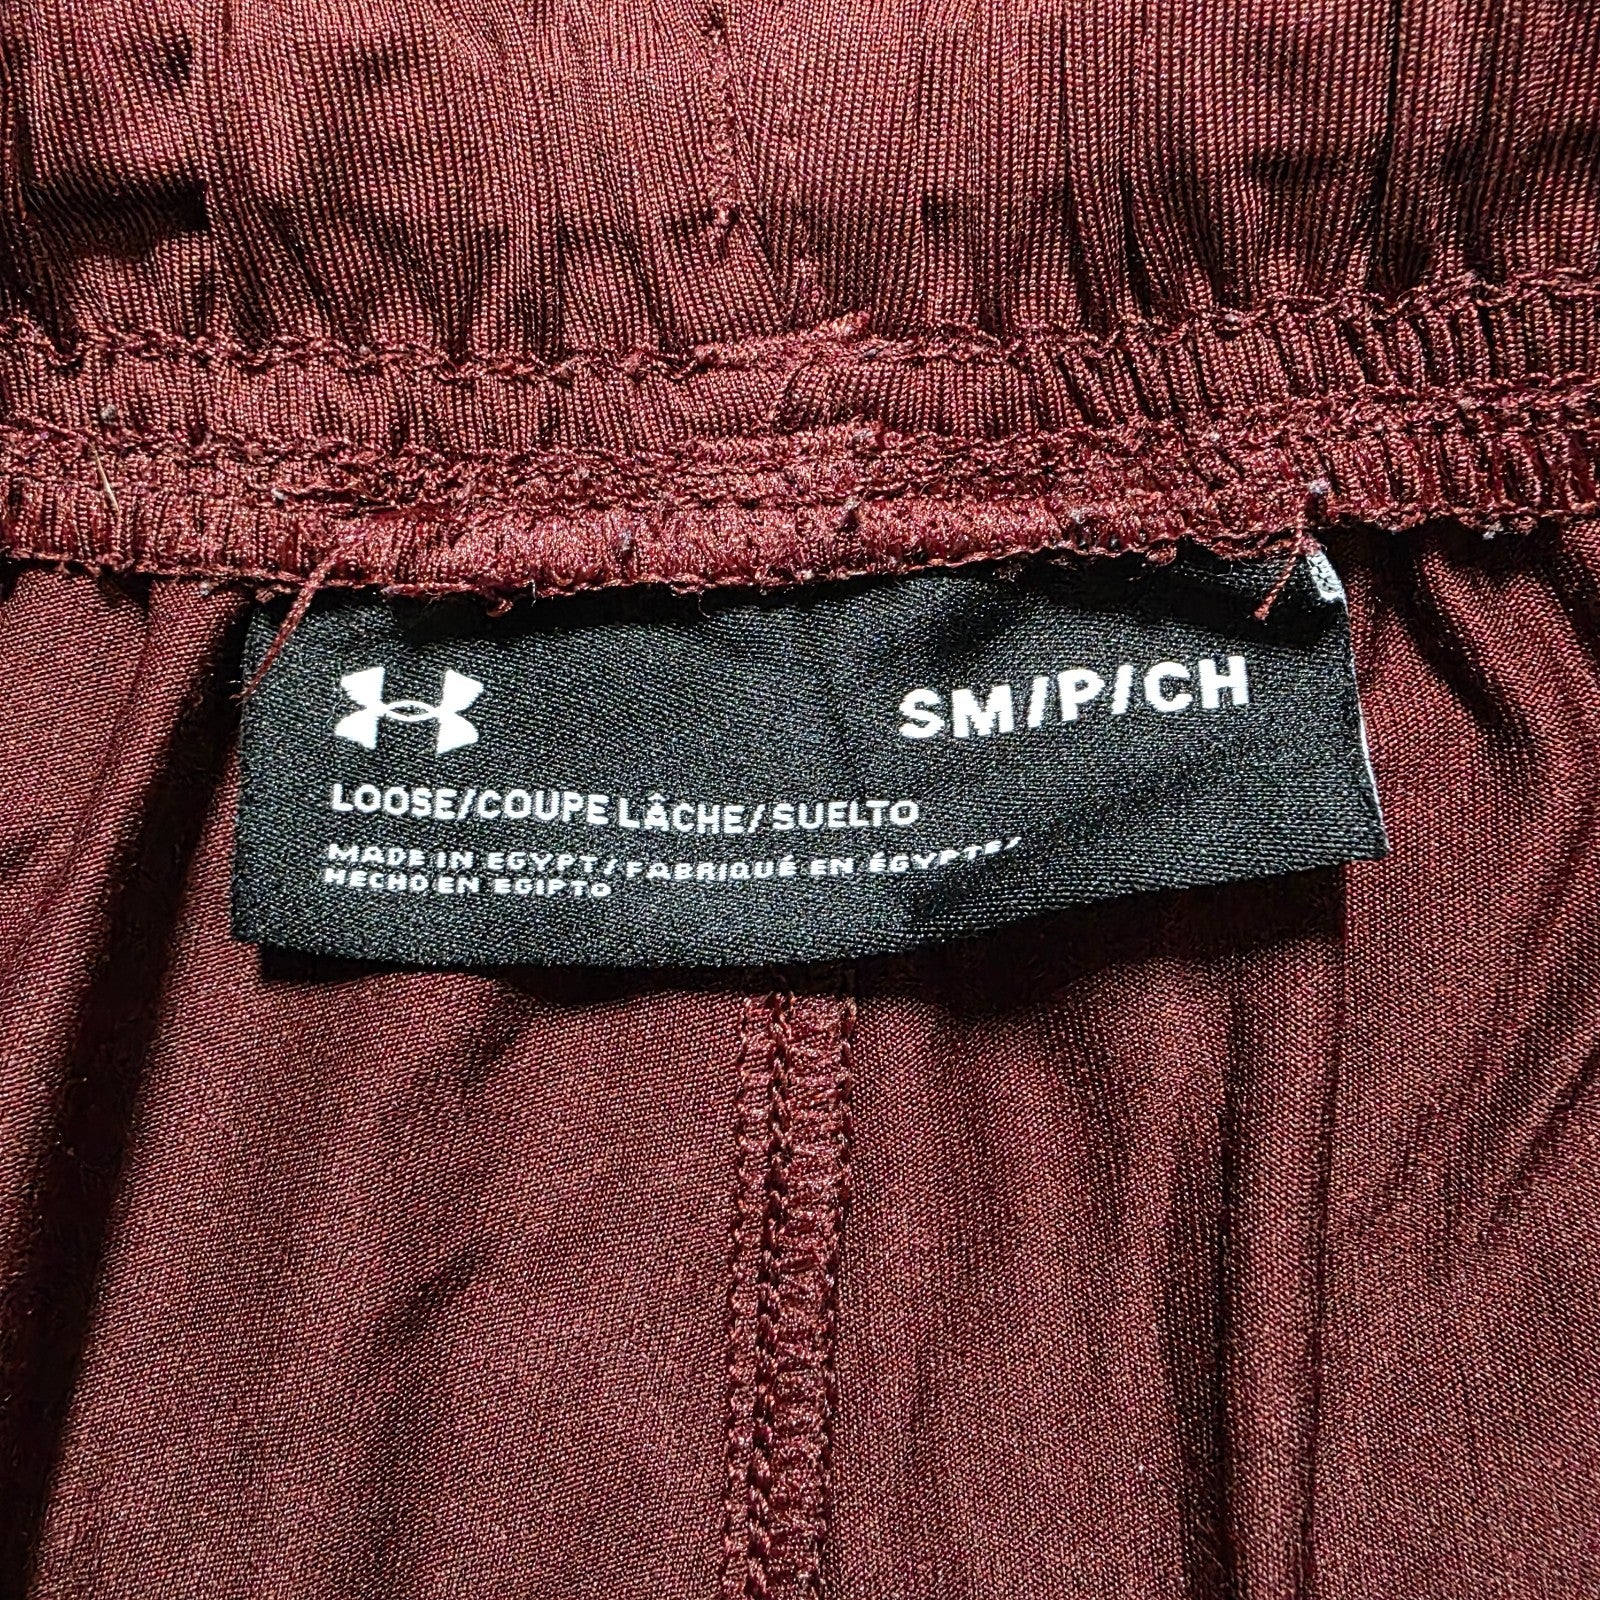 SM/P/CH
LOOSE/COUPE LÂCHE/SUELTO
MADE IN EGYPT/FABRIQUÉ EN ÉGYPTE/
HECHO EN EGIPTO